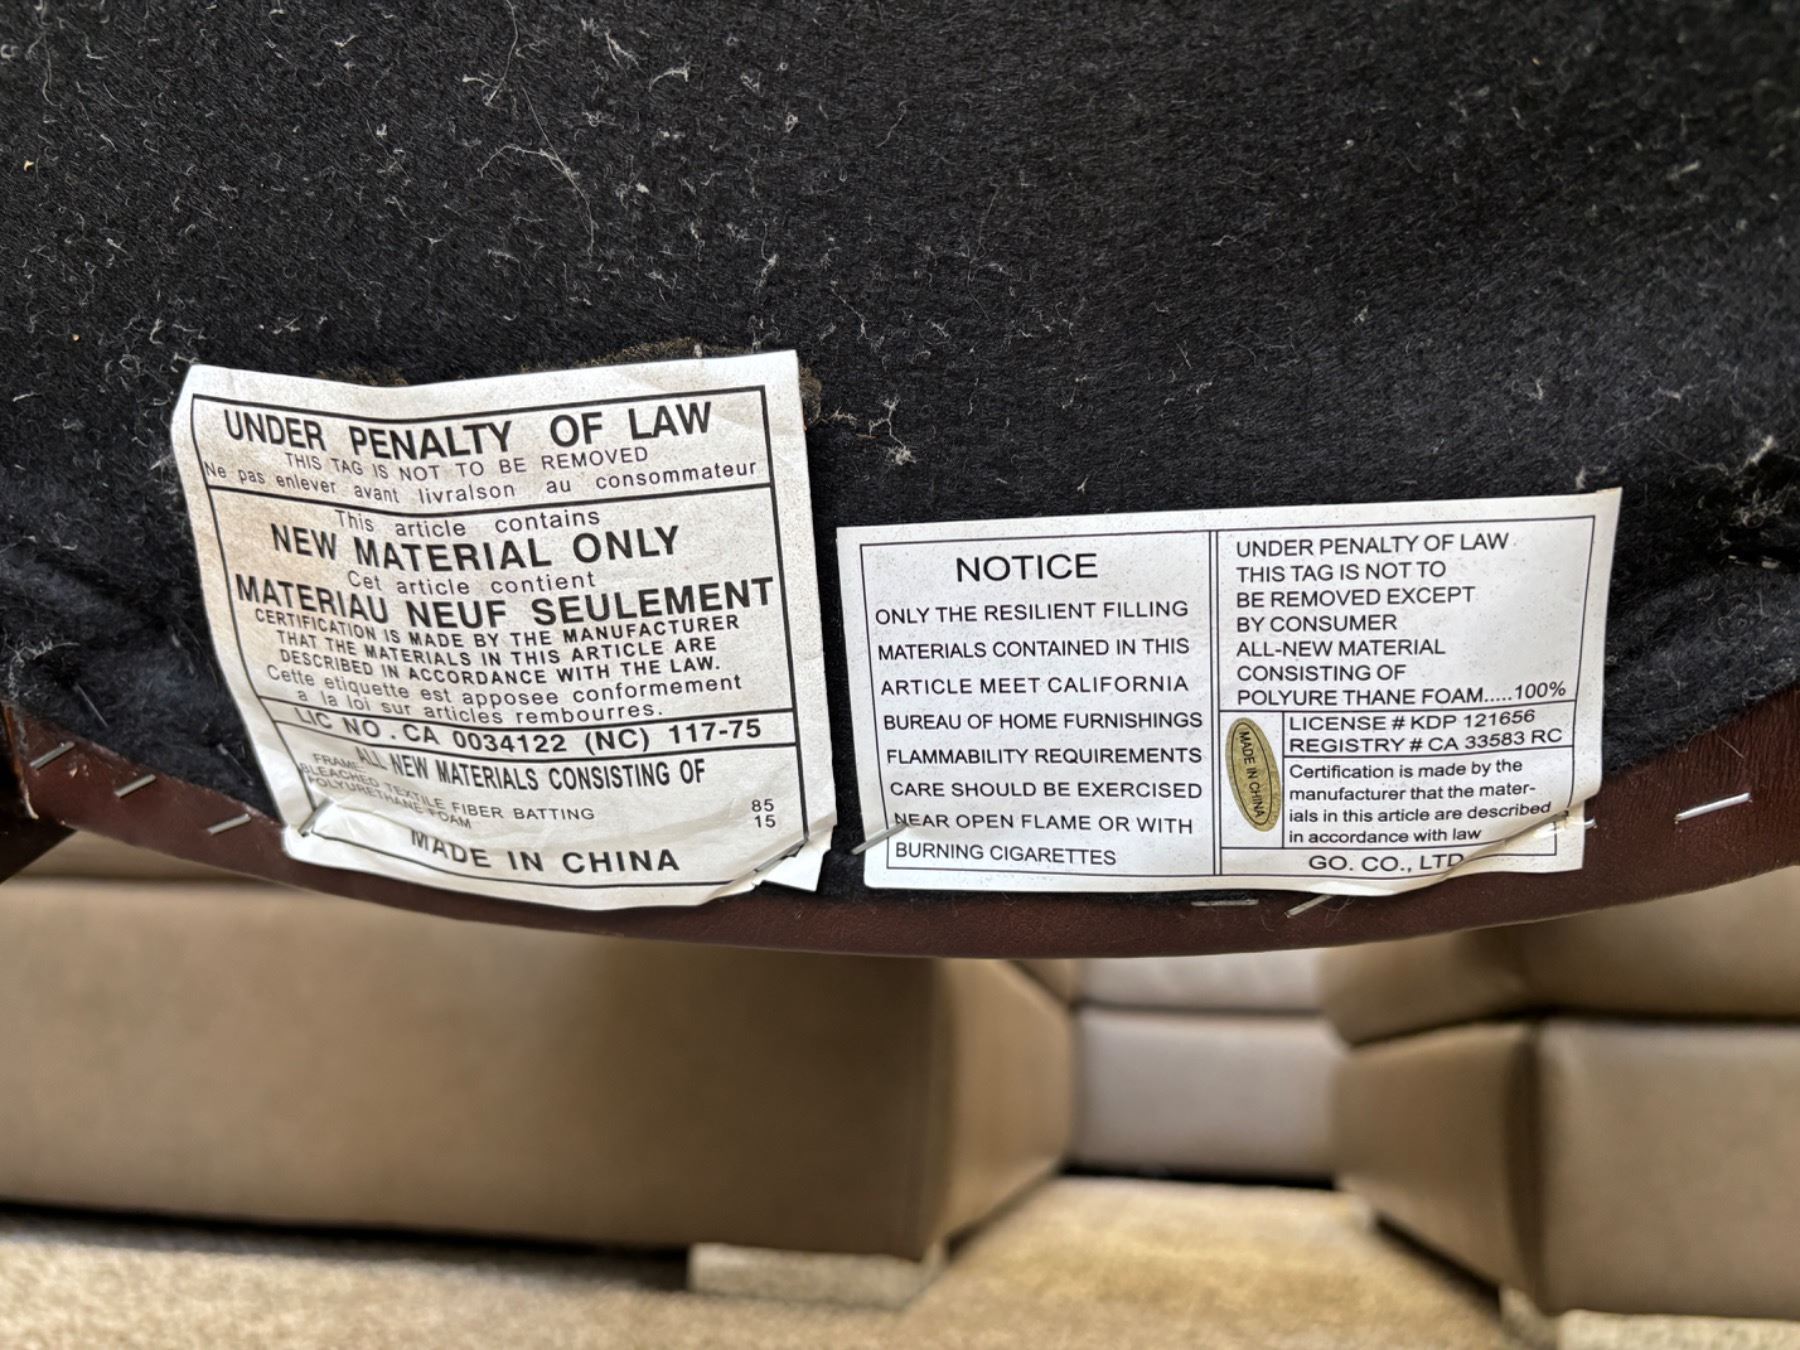 UNDER PENALTY OF LAW
THIS TAG IS NOT TO BE REMOVED
Ne pas enlever avant livralson au consommateur
This article contains
NEW MATERIAL ONLY
Cet article contient
MATERIAU NEUF SEULEMENT
CERTIFICATION IS MADE BY THE MANUFACTURER
THAT THE MATERIALS IN THIS ARTICLE ARE
DESCRIBED IN ACCORDANCE WITH THE LAW.
Cette etiquette est apposee conformement
a la loi sur articles rembourres.
LIC NO. CA 0034122 (NC) 117-75
ALL NEW MATERIALS CONSISTING OF
FRAME
BLEACHED TEXTILE FIBER BATTING 85
POLYURETHANE FOAM 15
MADE IN CHINA
NOTICE
ONLY THE RESILIENT FILLING
MATERIALS CONTAINED IN THIS
ARTICLE MEET CALIFORNIA
BUREAU OF HOME FURNISHINGS
FLAMMABILITY REQUIREMENTS
CARE SHOULD BE EXERCISED
NEAR OPEN FLAME OR WITH
BURNING CIGARETTES
UNDER PENALTY OF LAW
THIS TAG IS NOT TO
BE REMOVED EXCEPT
BY CONSUMER
ALL-NEW MATERIAL
CONSISTING OF
POLYURE THANE FOAM.....100%
MADE IN CHINA
LICENSE # KDP 121656
REGISTRY # CA 33583 RC
Certification is made by the
manufacturer that the mater-
ials in this article are described
in accordance with law
GO. CO., LTD